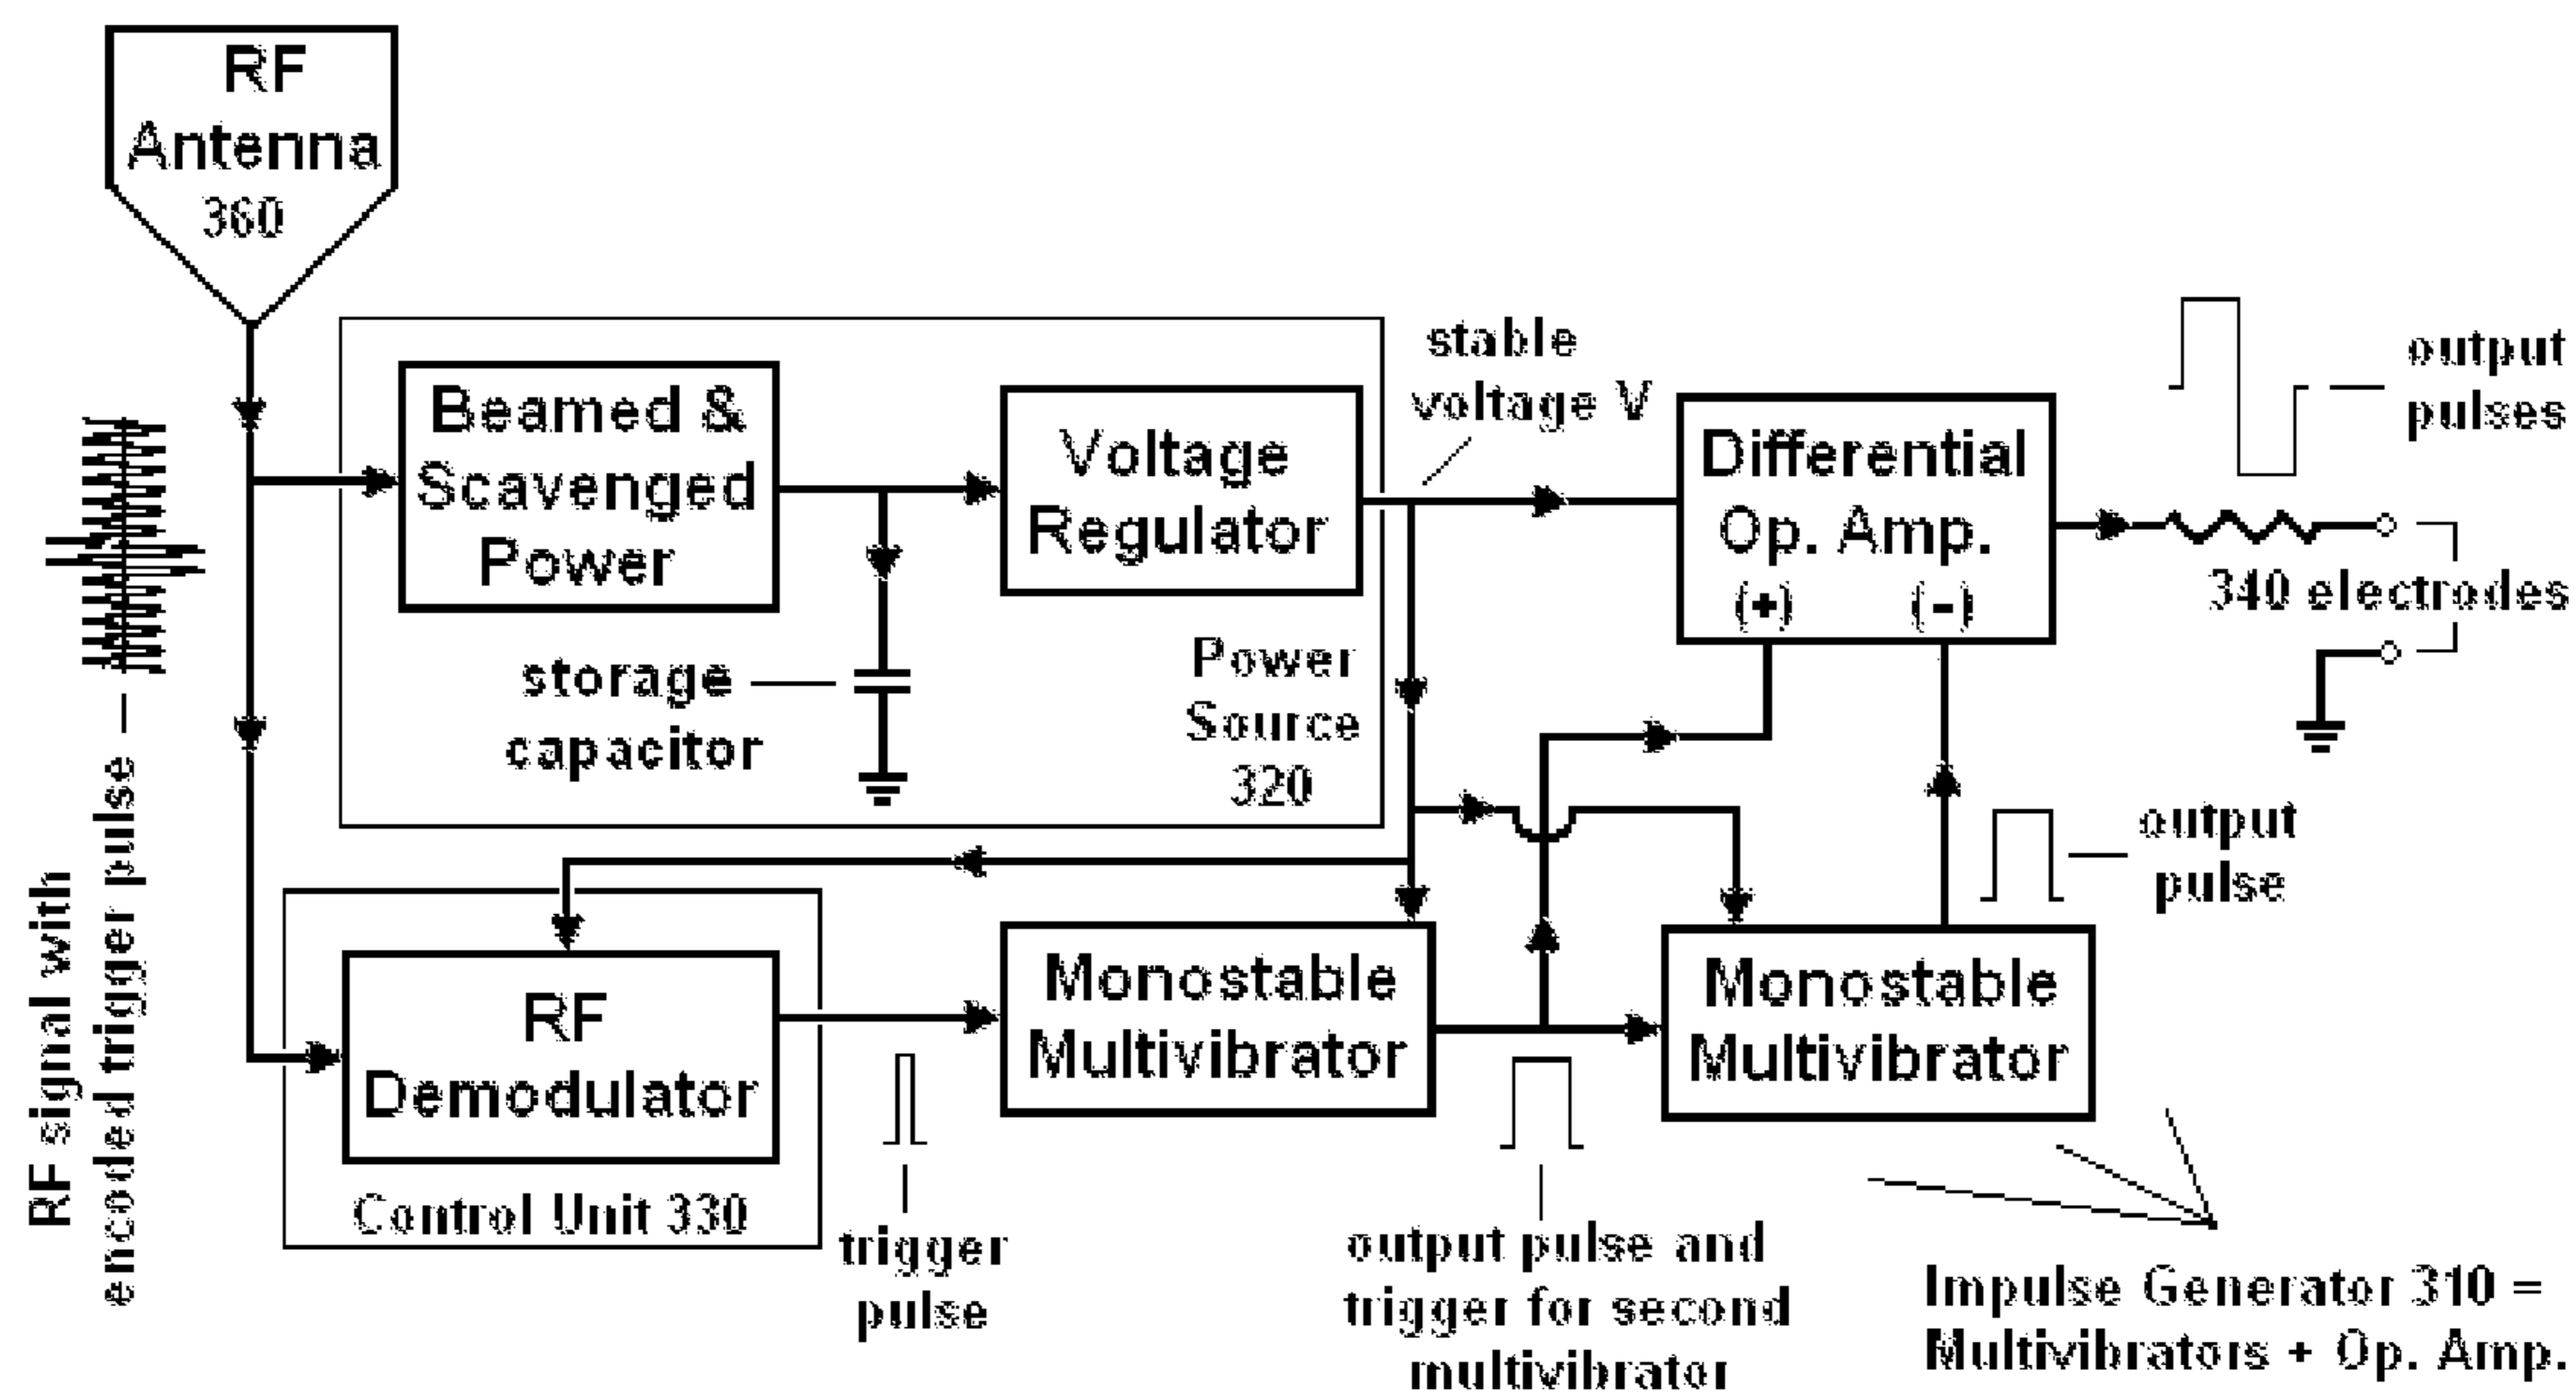 RF
Antenna
360
RF signal with
encoded trigger pulse
Beamed &
Scavenged
Power
storage
capacitor
Voltage
Regulator
Power
Source
320
stable
voltage V
Differential
Op. Amp.
(+) (-)
output
pulses
340 electrodes
RF
Demodulator
Control Unit 330
trigger
pulse
Monostable
Multivibrator
output pulse and
trigger for second
multivibrator
Monostable
Multivibrator
output
pulse
Impulse Generator 310 =
Multivibrators + Op. Amp.